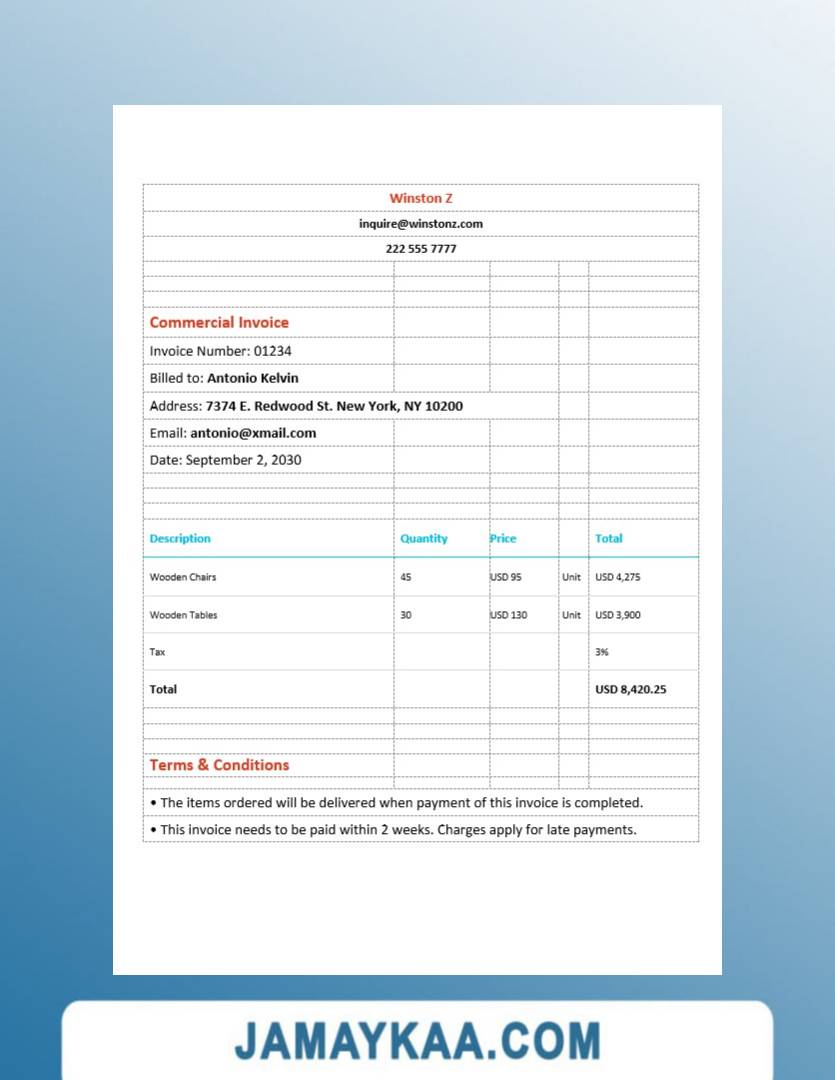 Winston Z
inquire@winstonz.com
222 555 7777
Commercial Invoice
Invoice Number: 01234
Billed to: Antonio Kelvin
Address: 7374 E. Redwood St. New York, NY 10200
Email: antonio@xmail.com
Date: September 2, 2030
Description Quantity Price Total
Wooden Chairs 45 USD 95 Unit USD 4,275
Wooden Tables 30 USD 130 Unit USD 3,900
Tax 3%
Total USD 8,420.25
Terms & Conditions
• The items ordered will be delivered when payment of this invoice is completed.
• This invoice needs to be paid within 2 weeks. Charges apply for late payments.
JAMAYKAA.COM